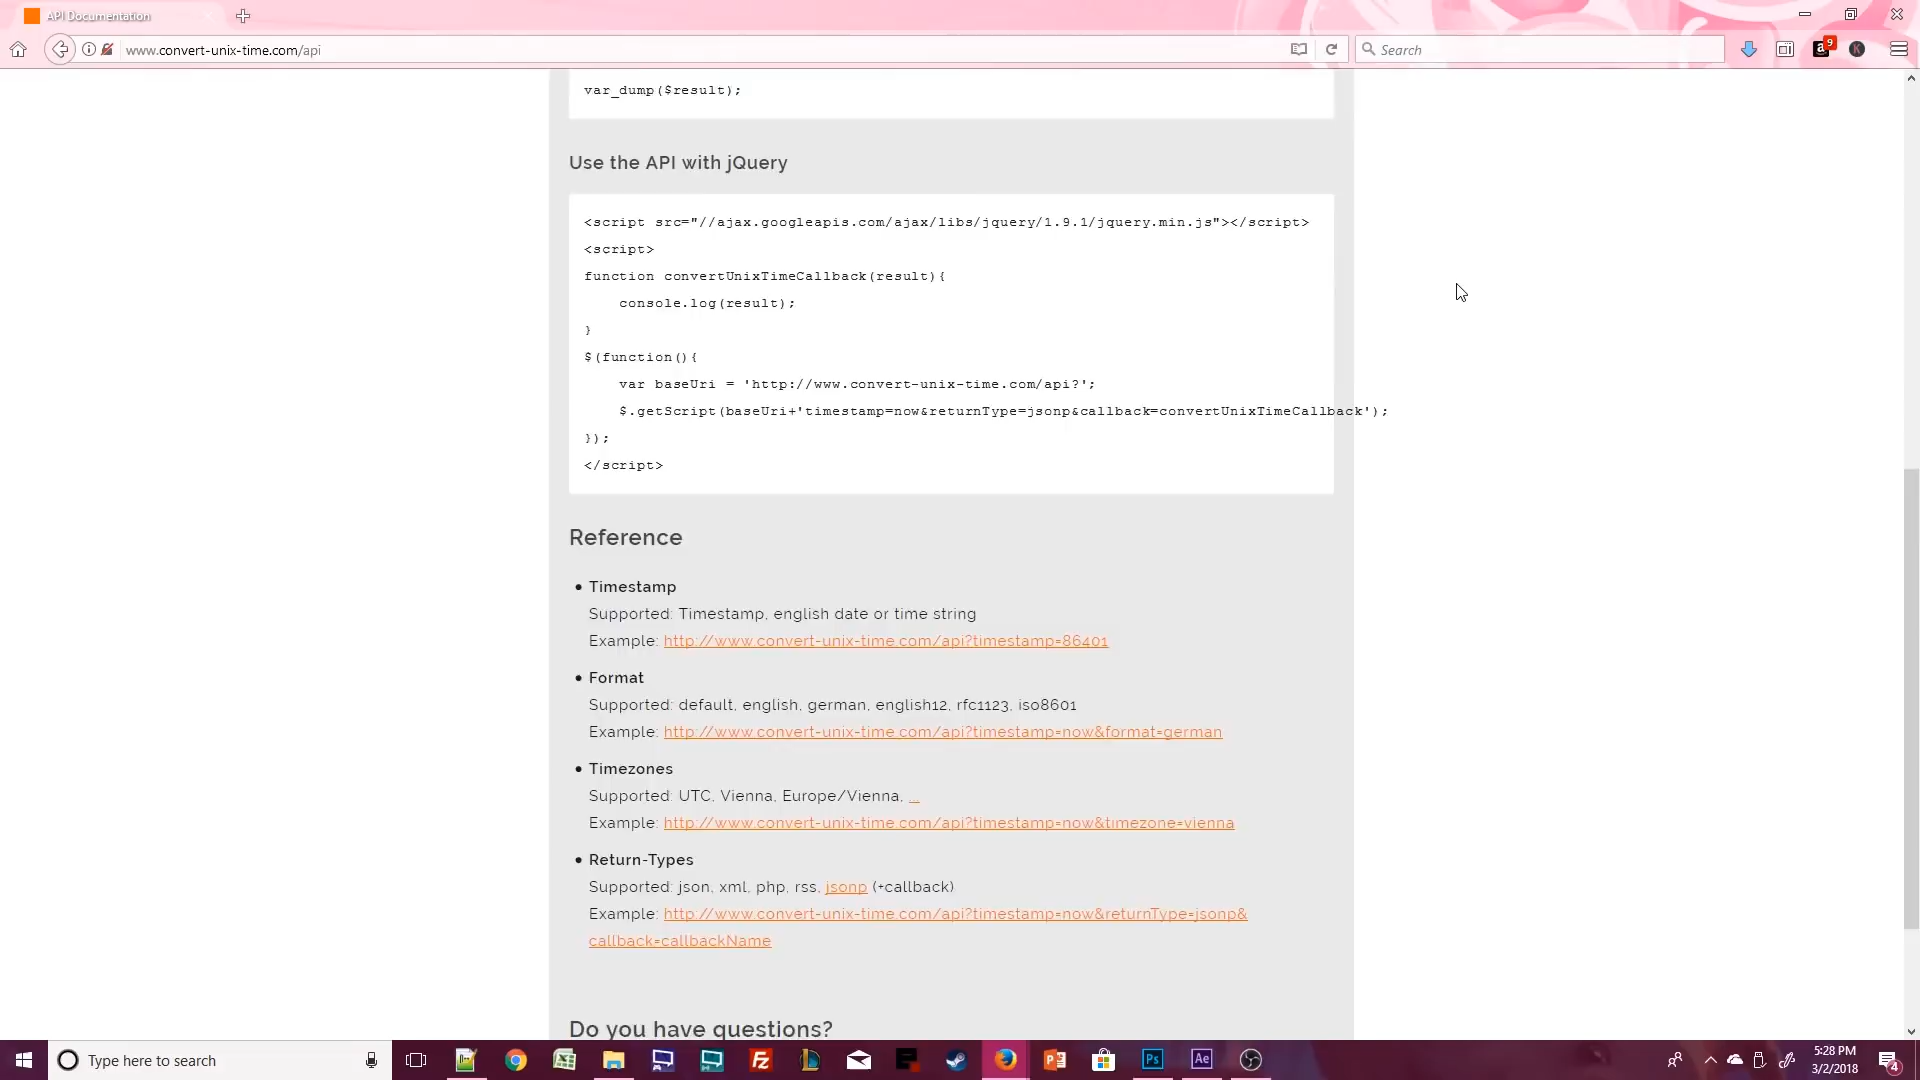 API Documentation
www.convert-unix-time.com/api
Search
9
var_dump($result);
Use the API with jQuery
<script src="//ajax.googleapis.com/ajax/libs/jquery/1.9.1/jquery.min.js"></script>
<script>
function convertUnixTimeCallback(result){
    console.log(result);
}
$(function(){
    var baseUri = 'http://www.convert-unix-time.com/api?';
    $.getScript(baseUri+'timestamp=now&returnType=jsonp&callback=convertUnixTimeCallback');
});
</script>
Reference
• Timestamp
Supported: Timestamp, english date or time string
Example: http://www.convert-unix-time.com/api?timestamp=86401
• Format
Supported: default, english, german, english12, rfc1123, iso8601
Example: http://www.convert-unix-time.com/api?timestamp=now&format=german
• Timezones
Supported: UTC, Vienna, Europe/Vienna, ...
Example: http://www.convert-unix-time.com/api?timestamp=now&timezone=vienna
• Return-Types
Supported: json, xml, php, rss, jsonp (+callback)
Example: http://www.convert-unix-time.com/api?timestamp=now&returnType=jsonp&
callback=callbackName
Do you have questions?
Type here to search
Ps
Ae
5:28 PM
3/2/2018
4